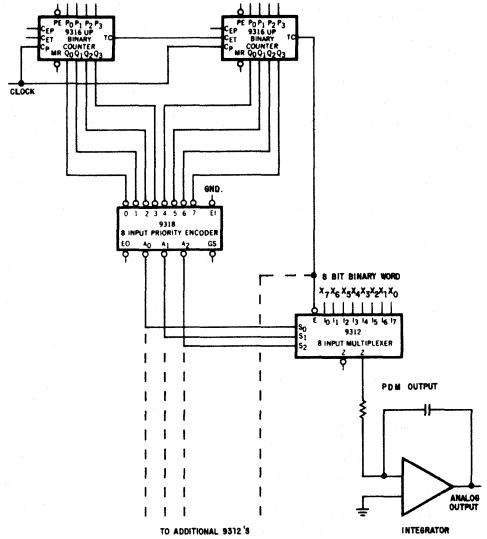 PE P0 P1 P2 P3
CEP
CET
CP
9316 UP
BINARY
COUNTER
TC
MR Q0 Q1 Q2 Q3
PE P0 P1 P2 P3
CEP
CET
CP
9316 UP
BINARY
COUNTER
TC
MR Q0 Q1 Q2 Q3
CLOCK
GND.
0 1 2 3 4 5 6 7 EI
9318
8 INPUT PRIORITY ENCODER
EO A0 A1 A2 GS
8 BIT BINARY WORD
X7 X6 X5 X4 X3 X2 X1 X0
E I0 I1 I2 I3 I4 I5 I6 I7
S0
S1
S2
9312
8 INPUT MULTIPLEXER
Z Z
PDM OUTPUT
ANALOG
OUTPUT
TO ADDITIONAL 9312'S
INTEGRATOR